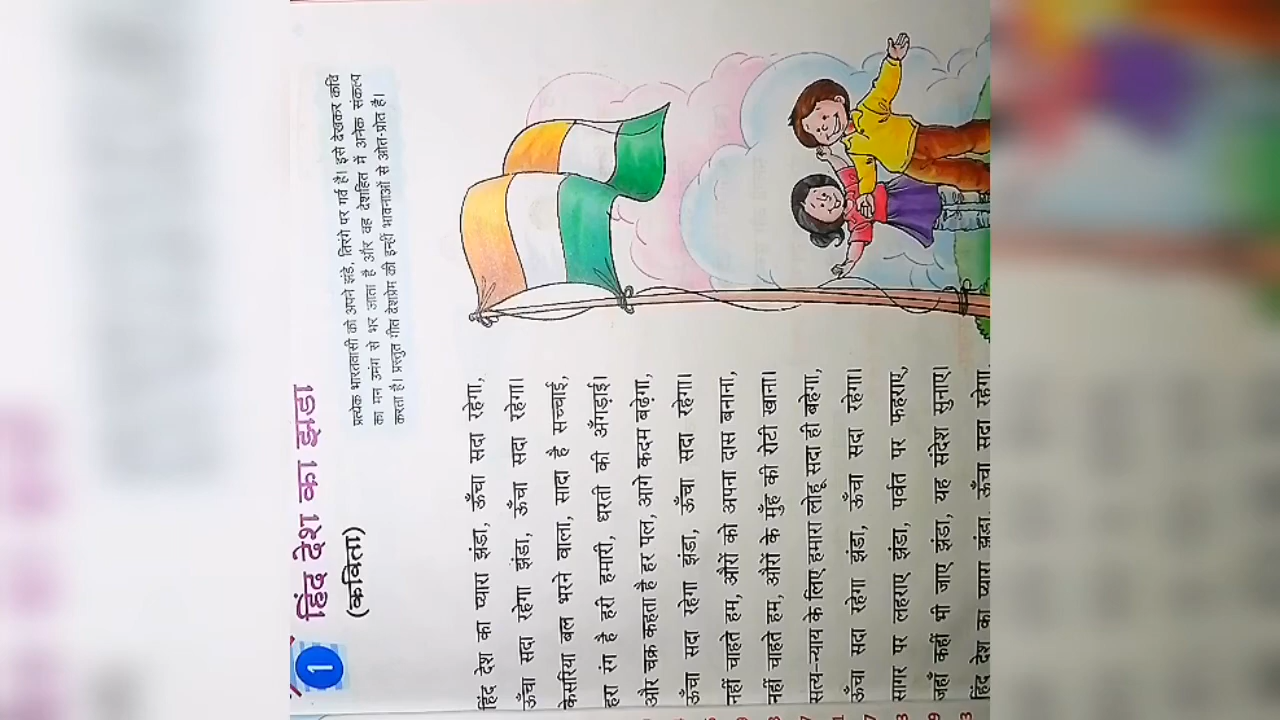 1
हिंद देश का झंडा
(कविता)
प्रत्येक भारतवासी को अपने झंडे, तिरंगे पर गर्व है। इसे देखकर कवि
का मन उमंग से भर जाता है और वह देशहित में अनेक संकल्प
करता है। प्रस्तुत गीत देशप्रेम की इन्हीं भावनाओं से ओत-प्रोत है।
हिंद देश का प्यारा झंडा, ऊँचा सदा रहेगा,
ऊँचा सदा रहेगा झंडा, ऊँचा सदा रहेगा।
केसरिया बल भरने वाला, सादा है सच्चाई,
हरा रंग है हरी हमारी, धरती की अँगड़ाई।
और चक्र कहता है हर पल, आगे कदम बढ़ेगा,
ऊँचा सदा रहेगा झंडा, ऊँचा सदा रहेगा।
नहीं चाहते हम, औरों को अपना दास बनाना,
नहीं चाहते हम, औरों के मुँह की रोटी खाना।
सत्य-न्याय के लिए हमारा लोहू सदा ही बहेगा,
ऊँचा सदा रहेगा झंडा, ऊँचा सदा रहेगा।
सागर पर लहराए झंडा, पर्वत पर फहराए,
जहाँ कहीं भी जाए झंडा, यह संदेश सुनाए।
हिंद देश का प्यारा झंडा, ऊँचा सदा रहेगा,